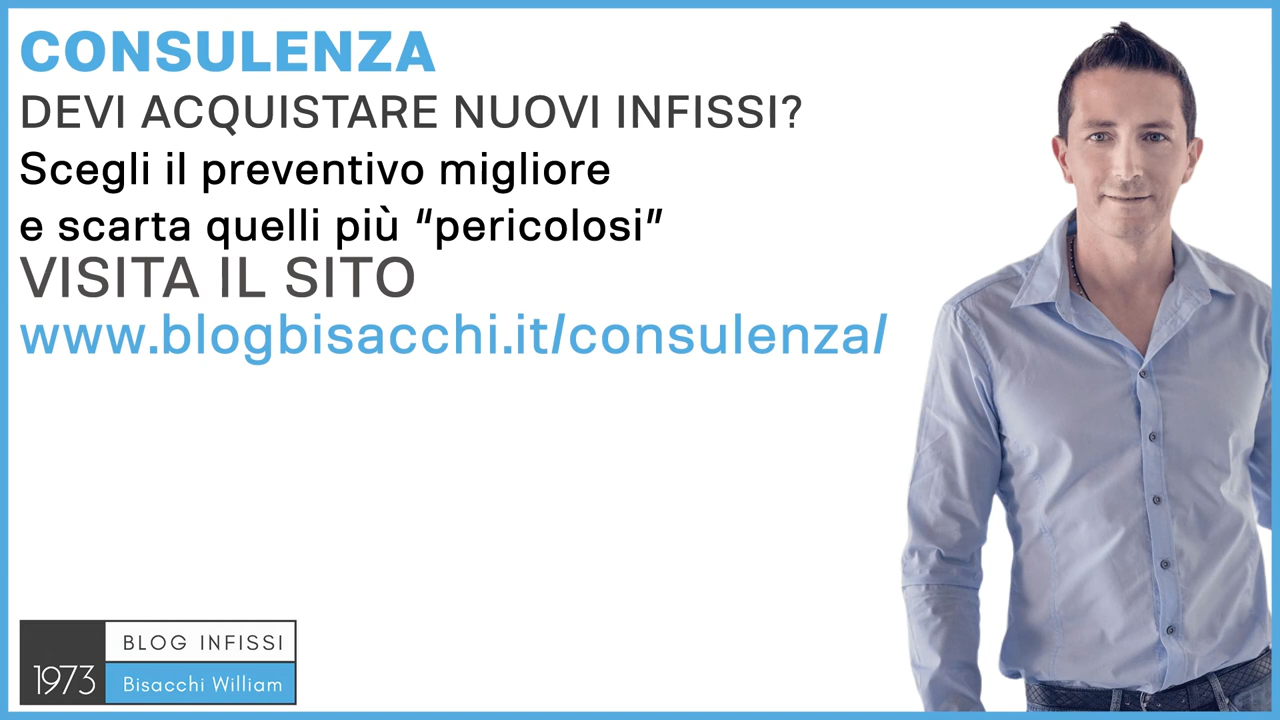 CONSULENZA
DEVI ACQUISTARE NUOVI INFISSI?
Scegli il preventivo migliore
e scarta quelli più “pericolosi”
VISITA IL SITO
www.blogbisacchi.it/consulenza/
1973
BLOG INFISSI
Bisacchi William